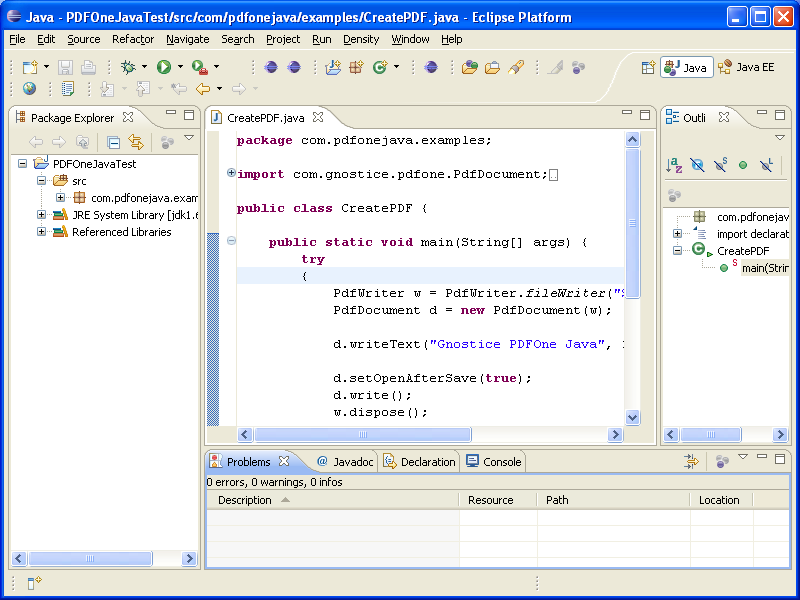 Java - PDFOneJavaTest/src/com/pdfonejava/examples/CreatePDF.java - Eclipse Platform
File Edit Source Refactor Navigate Search Project Run Density Window Help
Java Java EE
Package Explorer
PDFOneJavaTest
src
com.pdfonejava.exam
JRE System Library [jdk1.6
Referenced Libraries
CreatePDF.java
package com.pdfonejava.examples;
import com.gnostice.pdfone.PdfDocument;
public class CreatePDF {
public static void main(String[] args) {
try
{
PdfWriter w = PdfWriter.fileWriter("
PdfDocument d = new PdfDocument(w);
d.writeText("Gnostice PDFOne Java",
d.setOpenAfterSave(true);
d.write();
w.dispose();
Outli
com.pdfonejav
import declarat
CreatePDF
main(Strin
Problems Javadoc Declaration Console
0 errors, 0 warnings, 0 infos
Description Resource Path Location